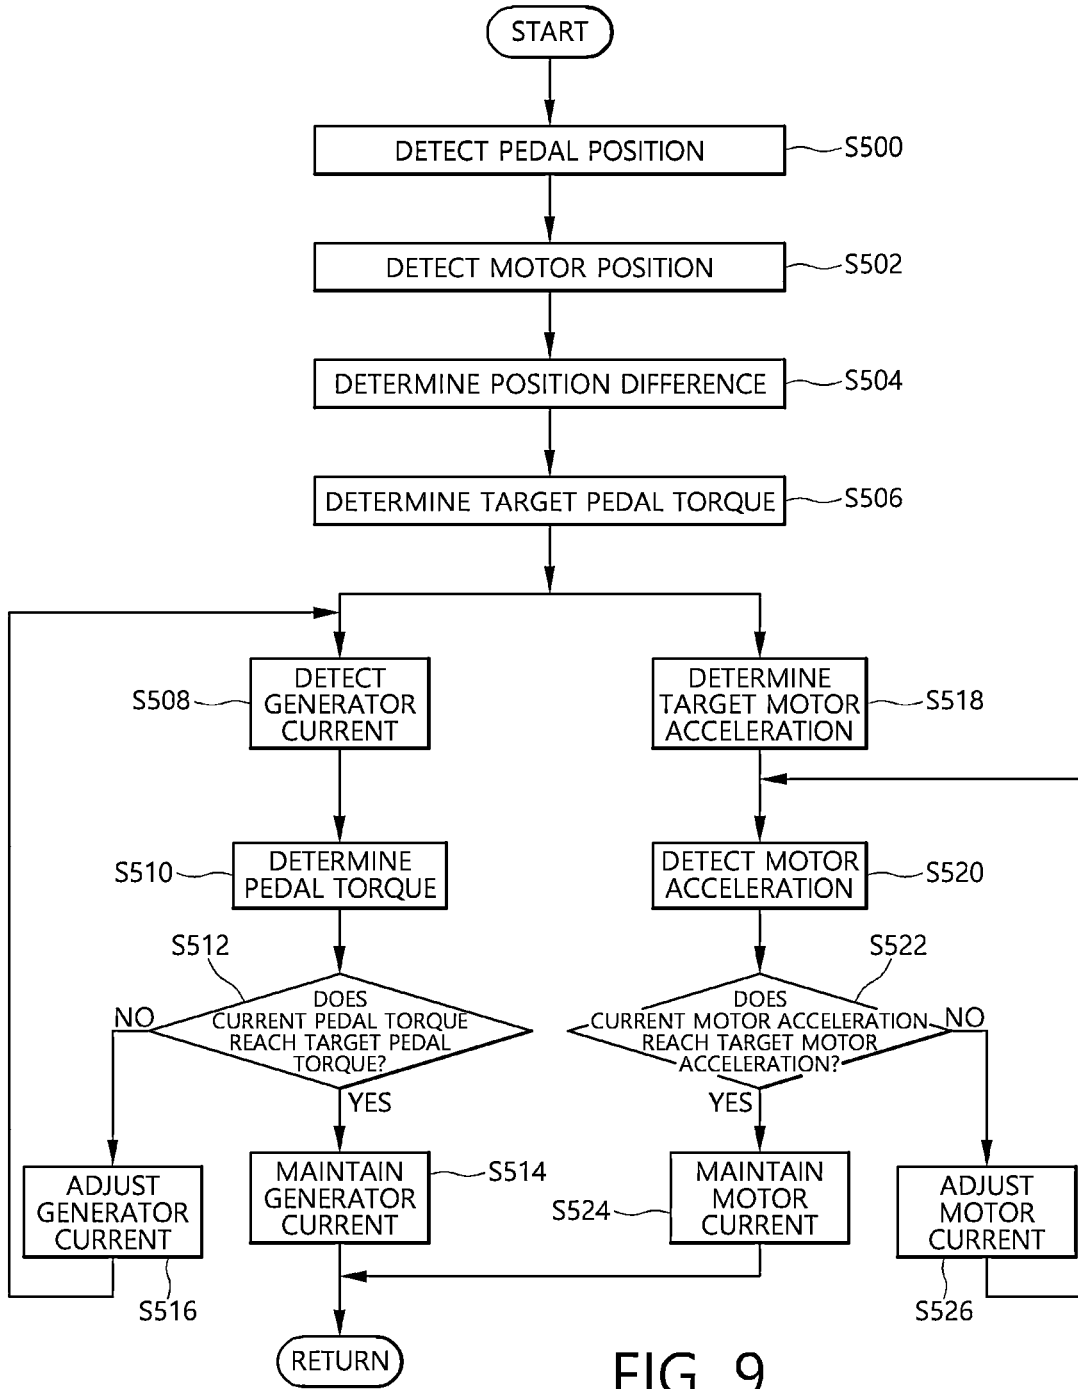 START
DETECT PEDAL POSITION
S500
DETECT MOTOR POSITION
S502
DETERMINE POSITION DIFFERENCE
S504
DETERMINE TARGET PEDAL TORQUE
S506
S508
DETECT
GENERATOR
CURRENT
DETERMINE
TARGET MOTOR
ACCELERATION
S518
S510
DETERMINE
PEDAL TORQUE
DETECT MOTOR
ACCELERATION
S520
S512
NO
DOES
CURRENT PEDAL TORQUE
REACH TARGET PEDAL
TORQUE?
YES
S522
DOES
CURRENT MOTOR ACCELERATION
REACH TARGET MOTOR
ACCELERATION?
NO
YES
ADJUST
GENERATOR
CURRENT
S516
MAINTAIN
GENERATOR
CURRENT
S514
S524
MAINTAIN
MOTOR
CURRENT
ADJUST
MOTOR
CURRENT
S526
RETURN
FIG. 9